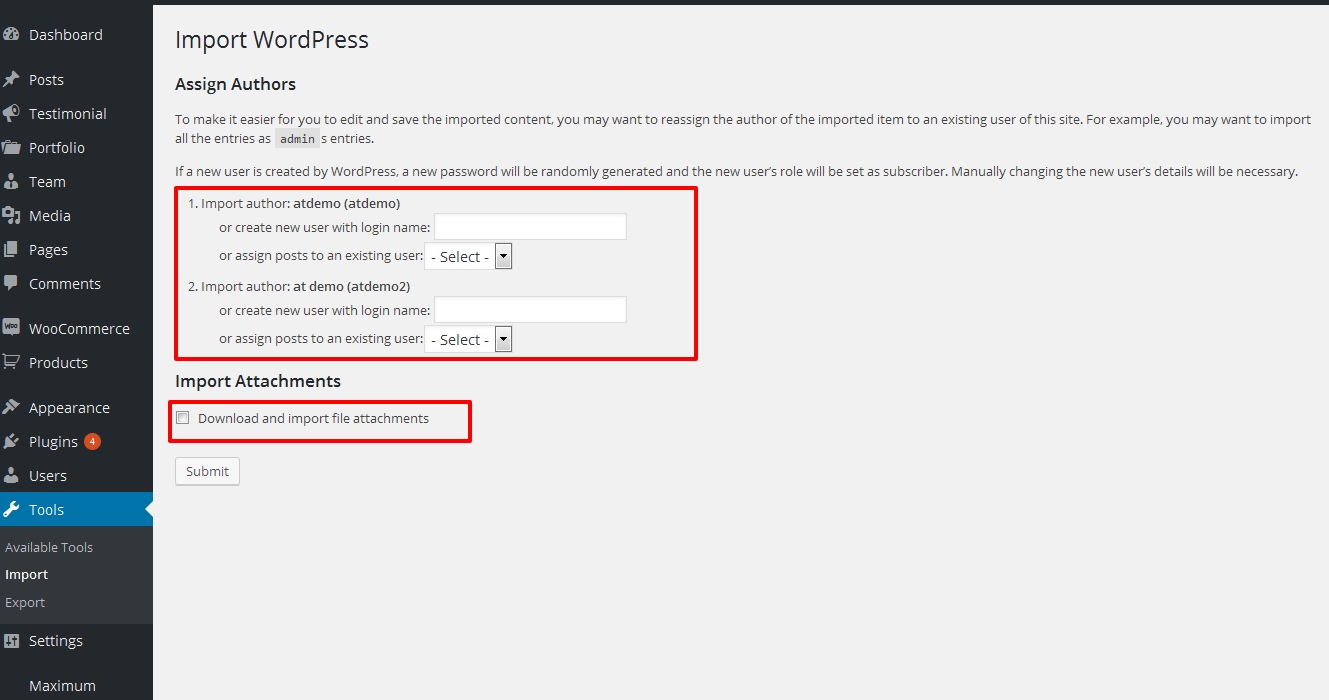 Dashboard
Posts
Testimonial
Portfolio
Team
Media
Pages
Comments
Woo
WooCommerce
Products
Appearance
Plugins 4
Users
Tools
Available Tools
Import
Export
Settings
Maximum
Import WordPress
Assign Authors
To make it easier for you to edit and save the imported content, you may want to reassign the author of the imported item to an existing user of this site. For example, you may want to import
all the entries as admin s entries.
If a new user is created by WordPress, a new password will be randomly generated and the new user's role will be set as subscriber. Manually changing the new user's details will be necessary.
1. Import author: atdemo (atdemo)
or create new user with login name:
or assign posts to an existing user: - Select -
2. Import author: at demo (atdemo2)
or create new user with login name:
or assign posts to an existing user: - Select -
Import Attachments
Download and import file attachments
Submit